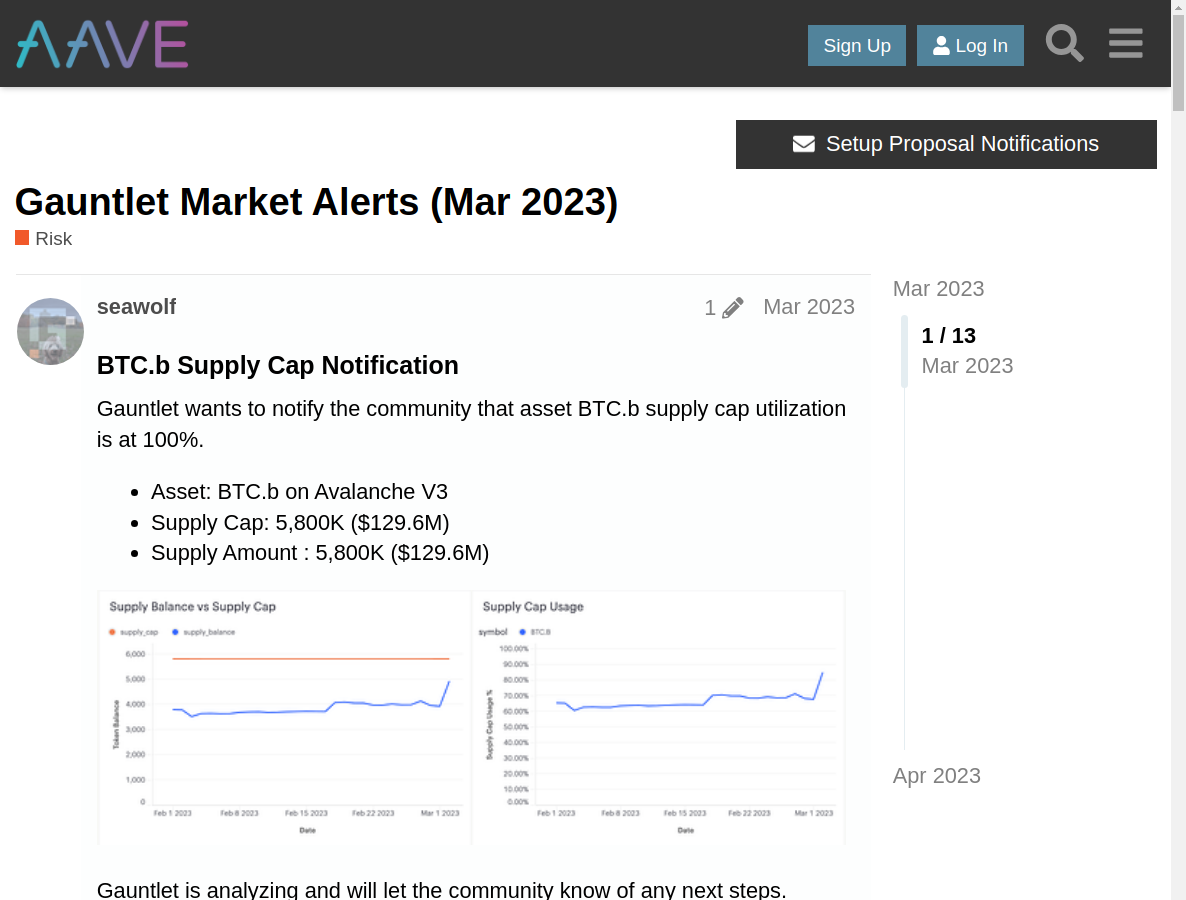 AAVE
Sign Up
Log In
Setup Proposal Notifications
Gauntlet Market Alerts (Mar 2023)
Risk
seawolf
1
Mar 2023
Mar 2023
1 / 13
Mar 2023
Apr 2023
BTC.b Supply Cap Notification
Gauntlet wants to notify the community that asset BTC.b supply cap utilization
is at 100%.
Asset: BTC.b on Avalanche V3
Supply Cap: 5,800K ($129.6M)
Supply Amount : 5,800K ($129.6M)
Supply Balance vs Supply Cap
supply_cap supply_balance
6,000
5,000
4,000
3,000
2,000
1,000
0
Token Balance
Feb 1 2023 Feb 8 2023 Feb 15 2023 Feb 22 2023 Mar 1 2023
Date
Supply Cap Usage
symbol BTC.B
100.00%
90.00%
80.00%
70.00%
60.00%
50.00%
40.00%
30.00%
20.00%
10.00%
0.00%
Supply Cap Usage %
Feb 1 2023 Feb 8 2023 Feb 15 2023 Feb 22 2023 Mar 1 2023
Date
Gauntlet is analyzing and will let the community know of any next steps.